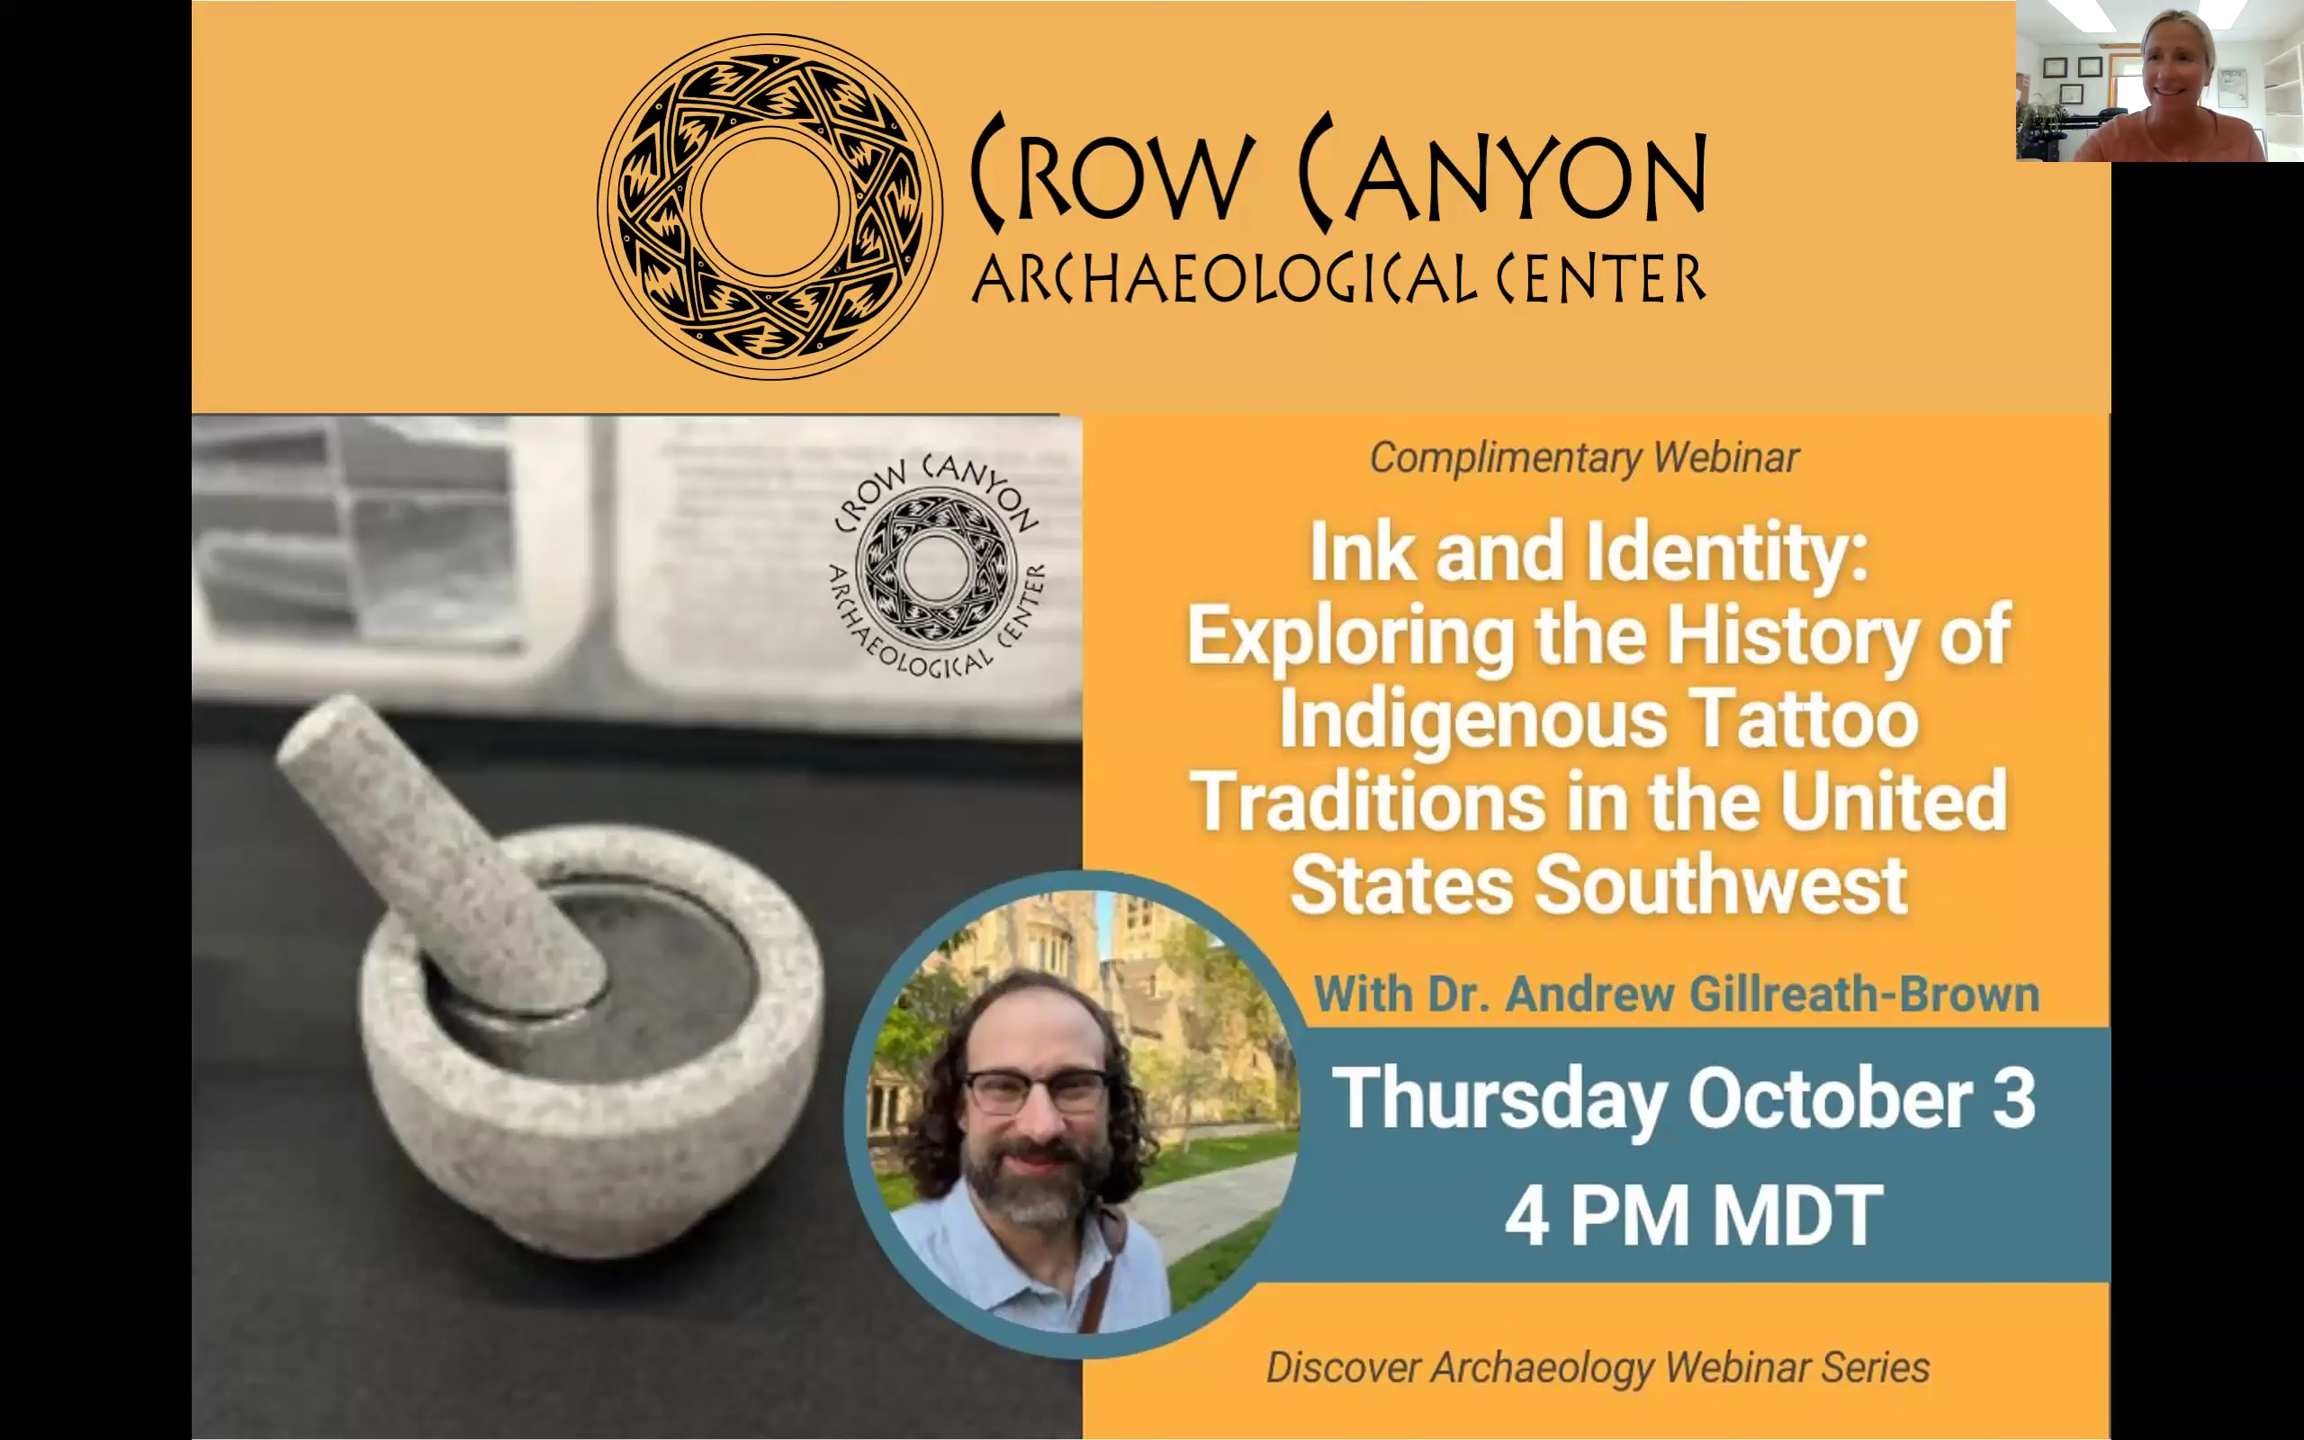 CROW CANYON
ARCHAEOLOGICAL CENTER
CROW CANYON
ARCHAEOLOGICAL CENTER
Complimentary Webinar
Ink and Identity:
Exploring the History of
Indigenous Tattoo
Traditions in the United
States Southwest
With Dr. Andrew Gillreath-Brown
Thursday October 3
4 PM MDT
Discover Archaeology Webinar Series